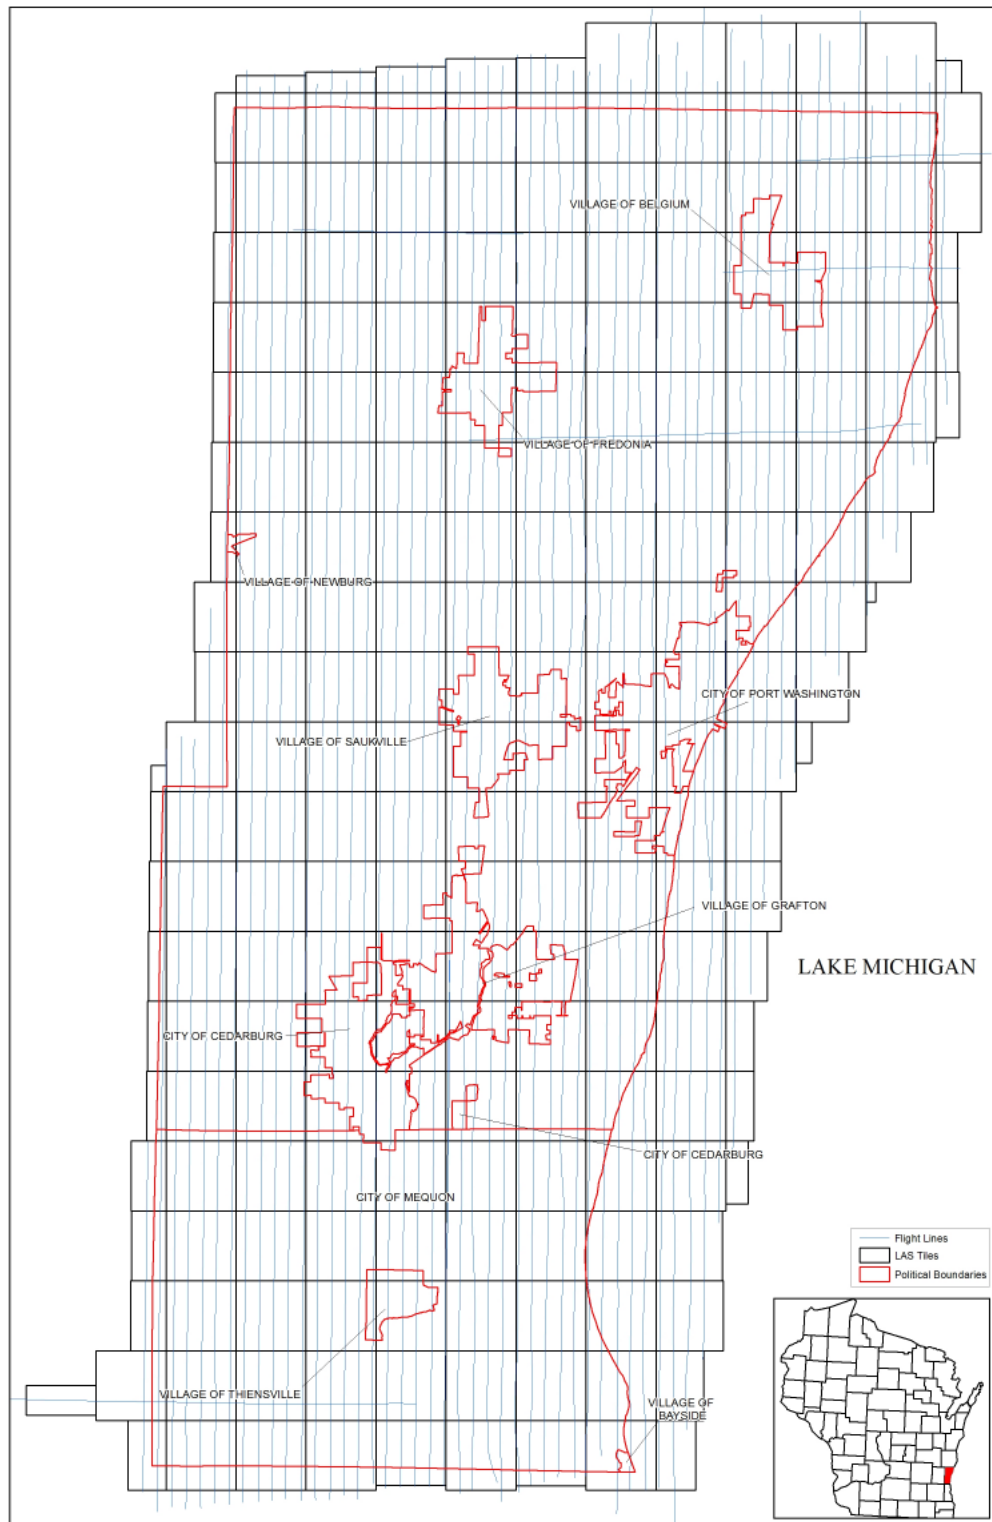 VILLAGE OF BELGIUM
VILLAGE OF FREDONIA
VILLAGE OF NEWBURG
CITY OF PORT WASHINGTON
VILLAGE OF SAUKVILLE
VILLAGE OF GRAFTON
LAKE MICHIGAN
CITY OF CEDARBURG
CITY OF CEDARBURG
CITY OF MEQUON
Flight Lines
LAS Tiles
Political Boundaries
VILLAGE OF THIENSVILLE
VILLAGE OF
BAYSIDE